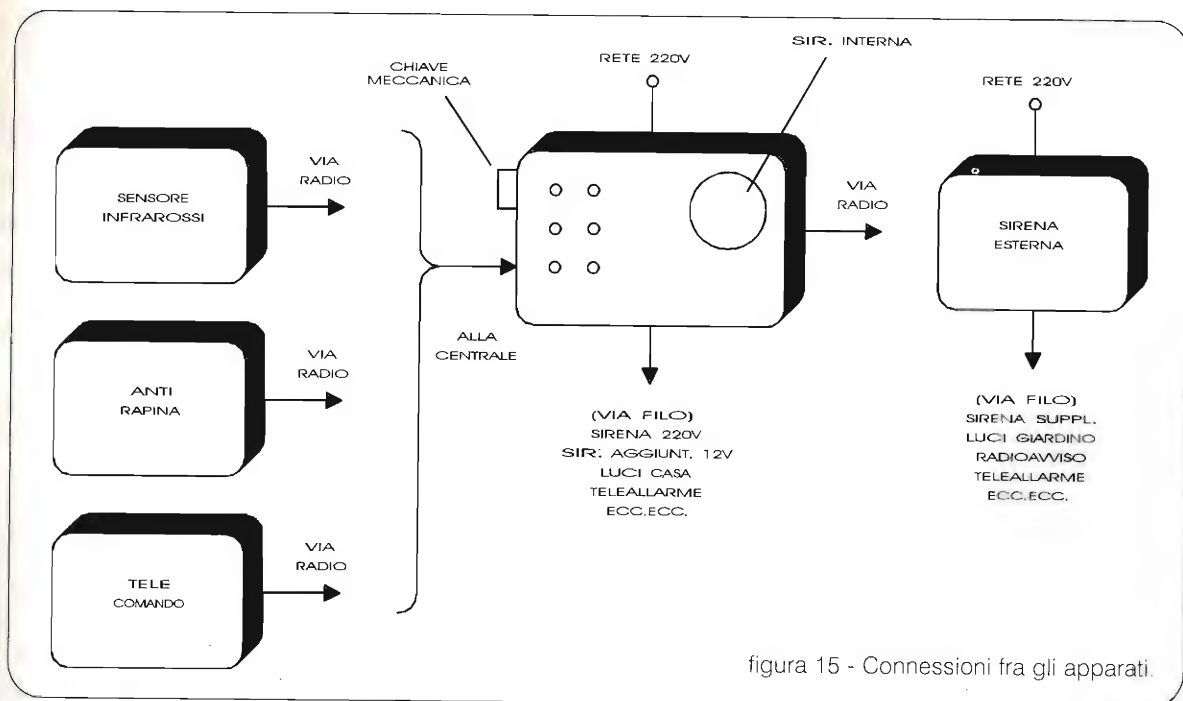 SENSORE
INFRAROSSI
VIA
RADIO
ANTI
RAPINA
VIA
RADIO
TELE
COMANDO
VIA
RADIO
CHIAVE
MECCANICA
RETE 220V
SIR. INTERNA
ALLA
CENTRALE
VIA
RADIO
(VIA FILO)
SIRENA 220V
SIR. AGGIUNT. 12V
LUCI CASA
TELEALLARME
ECC.ECC.
RETE 220V
SIRENA
ESTERNA
(VIA FILO)
SIRENA SUPPL.
LUCI GIARDINO
RADIOAVVISO
TELEALLARME
ECC.ECC.
figura 15 - Connessioni fra gli apparati.